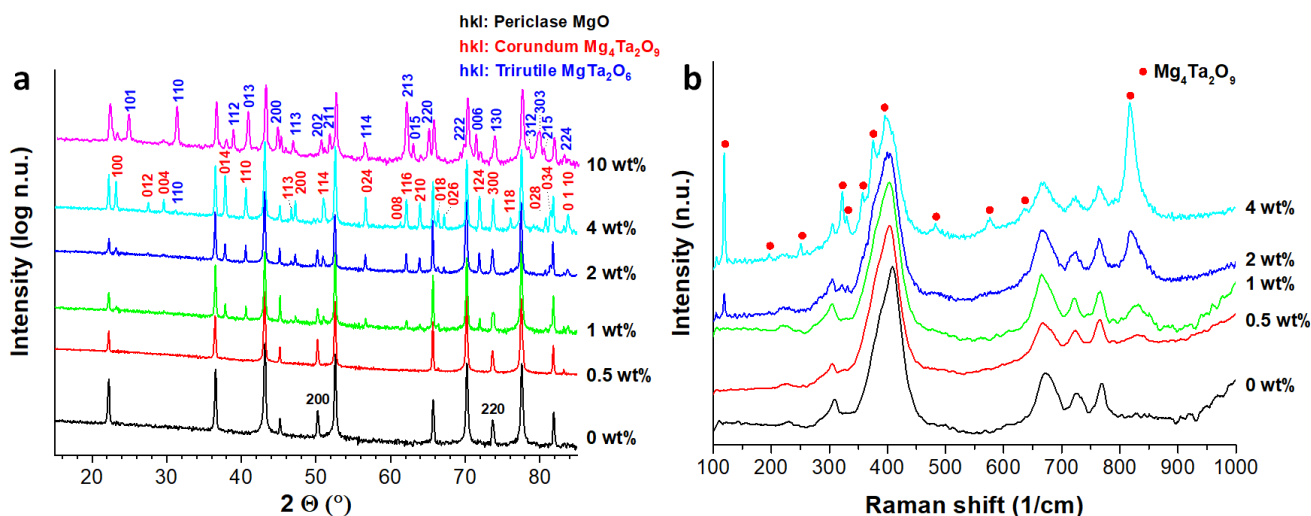 hkl: Periclase MgO
hkl: Corundum Mg₄Ta₂O₉
hkl: Trirutile MgTa₂O₆
a
Intensity (log n.u.)
101
110
112
013
200
113
202
211
114
213
015
220
222
006
130
312
303
215
224
10 wt%
100
012
004
110
014
110
113
200
114
024
008
116
210
018
026
124
300
118
028
034
0 1 10
4 wt%
2 wt%
1 wt%
0.5 wt%
200
220
0 wt%
20 30 40 50 60 70 80
2 Θ (°)
b
Mg₄Ta₂O₉
Intensity (n.u.)
4 wt%
2 wt%
1 wt%
0.5 wt%
0 wt%
100 200 300 400 500 600 700 800 900 1000
Raman shift (1/cm)